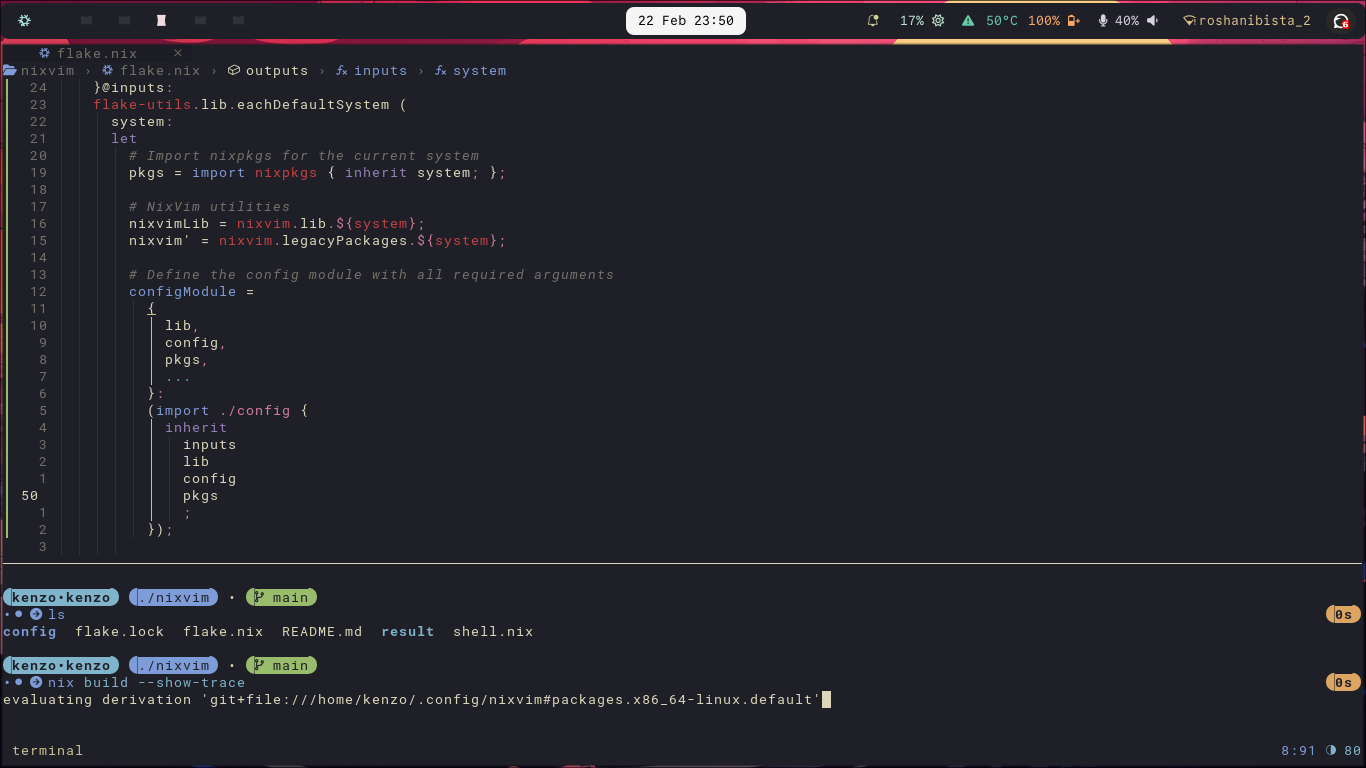 22 Feb 23:50
17% 50°C 100% 40% roshanibista_2 6
flake.nix ×
nixvim › flake.nix › outputs › inputs › system
24 }@inputs:
23 flake-utils.lib.eachDefaultSystem (
22 system:
21 let
20 # Import nixpkgs for the current system
19 pkgs = import nixpkgs { inherit system; };
18
17 # NixVim utilities
16 nixvimLib = nixvim.lib.${system};
15 nixvim' = nixvim.legacyPackages.${system};
14
13 # Define the config module with all required arguments
12 configModule =
11 {
10 lib,
9 config,
8 pkgs,
7 ...
6 }:
5 (import ./config {
4 inherit
3 inputs
2 lib
1 config
50 pkgs
1 ;
2 });
3
kenzo•kenzo ./nixvim • main
ls 0s
config flake.lock flake.nix README.md result shell.nix
kenzo•kenzo ./nixvim • main
nix build --show-trace 0s
evaluating derivation 'git+file:///home/kenzo/.config/nixvim#packages.x86_64-linux.default'
terminal 8:91 80